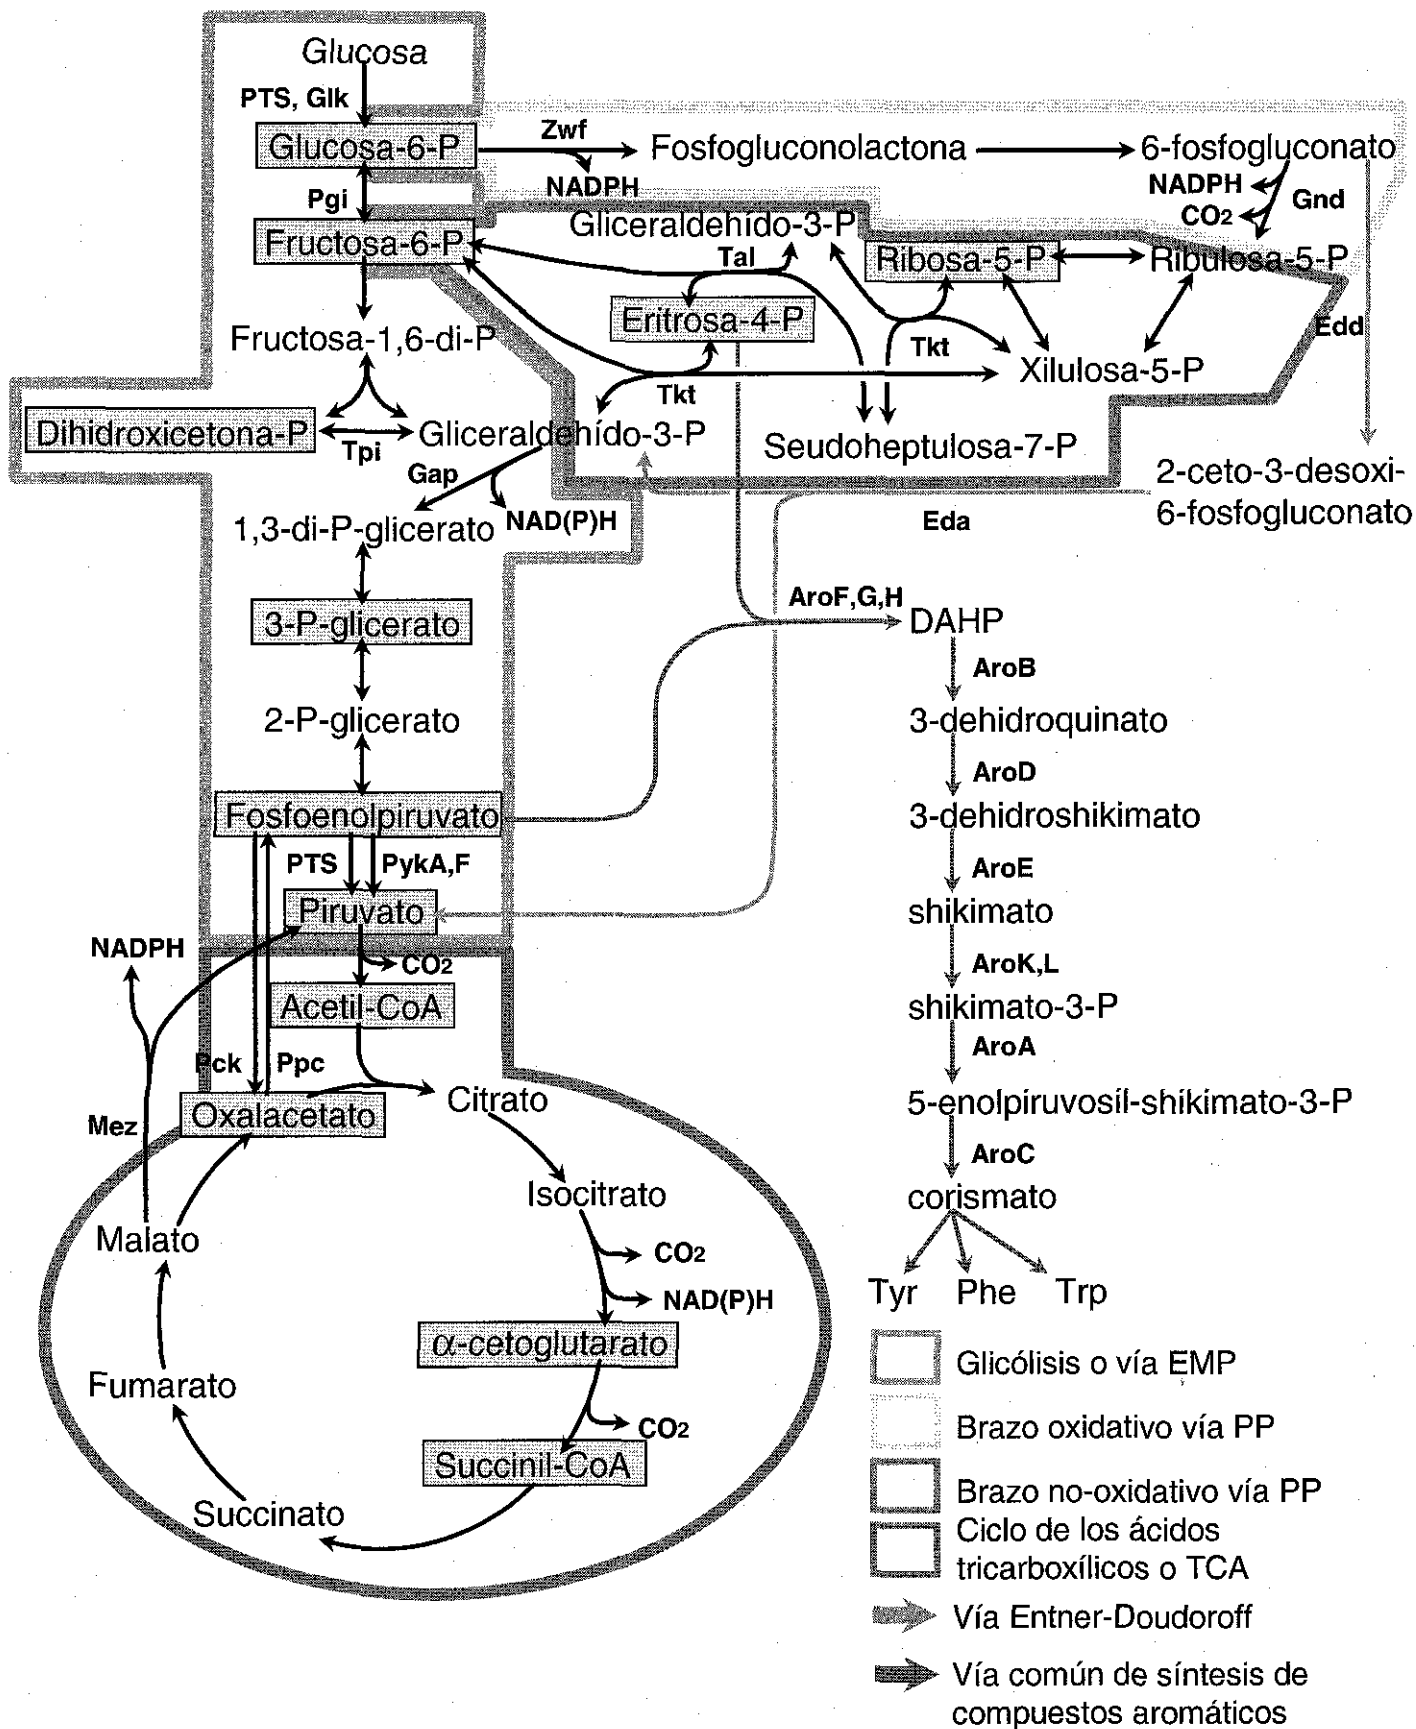 Glucosa
PTS, Glk
Glucosa-6-P
Zwf
Fosfogluconolactona
6-fosfogluconato
NADPH
NADPH
Gnd
CO2
Pgi
Fructosa-6-P
Gliceraldehído-3-P
Tal
Ribosa-5-P
Ribulosa-5-P
Eritrosa-4-P
Fructosa-1,6-di-P
Edd
Tkt
Xilulosa-5-P
Tkt
Dihidroxicetona-P
Tpi
Gliceraldehído-3-P
Seudoheptulosa-7-P
Gap
2-ceto-3-desoxi-
6-fosfogluconato
NAD(P)H
Eda
1,3-di-P-glicerato
3-P-glicerato
AroF,G,H
DAHP
AroB
2-P-glicerato
3-dehidroquinato
AroD
Fosfoenolpiruvato
3-dehidroshikimato
PTS
PykA,F
AroE
Piruvato
shikimato
NADPH
CO2
AroK,L
Acetil-CoA
shikimato-3-P
AroA
Pck
Ppc
Oxalacetato
Citrato
5-enolpiruvosíl-shíkimato-3-P
Mez
AroC
Isocitrato
corismato
Malato
CO2
NAD(P)H
Tyr
Phe
Trp
α-cetoglutarato
Fumarato
CO2
Succinil-CoA
Succinato
Glicólisis o vía EMP
Brazo oxidativo vía PP
Brazo no-oxidativo vía PP
Ciclo de los ácidos
tricarboxílicos o TCA
Vía Entner-Doudoroff
Vía común de síntesis de
compuestos aromáticos